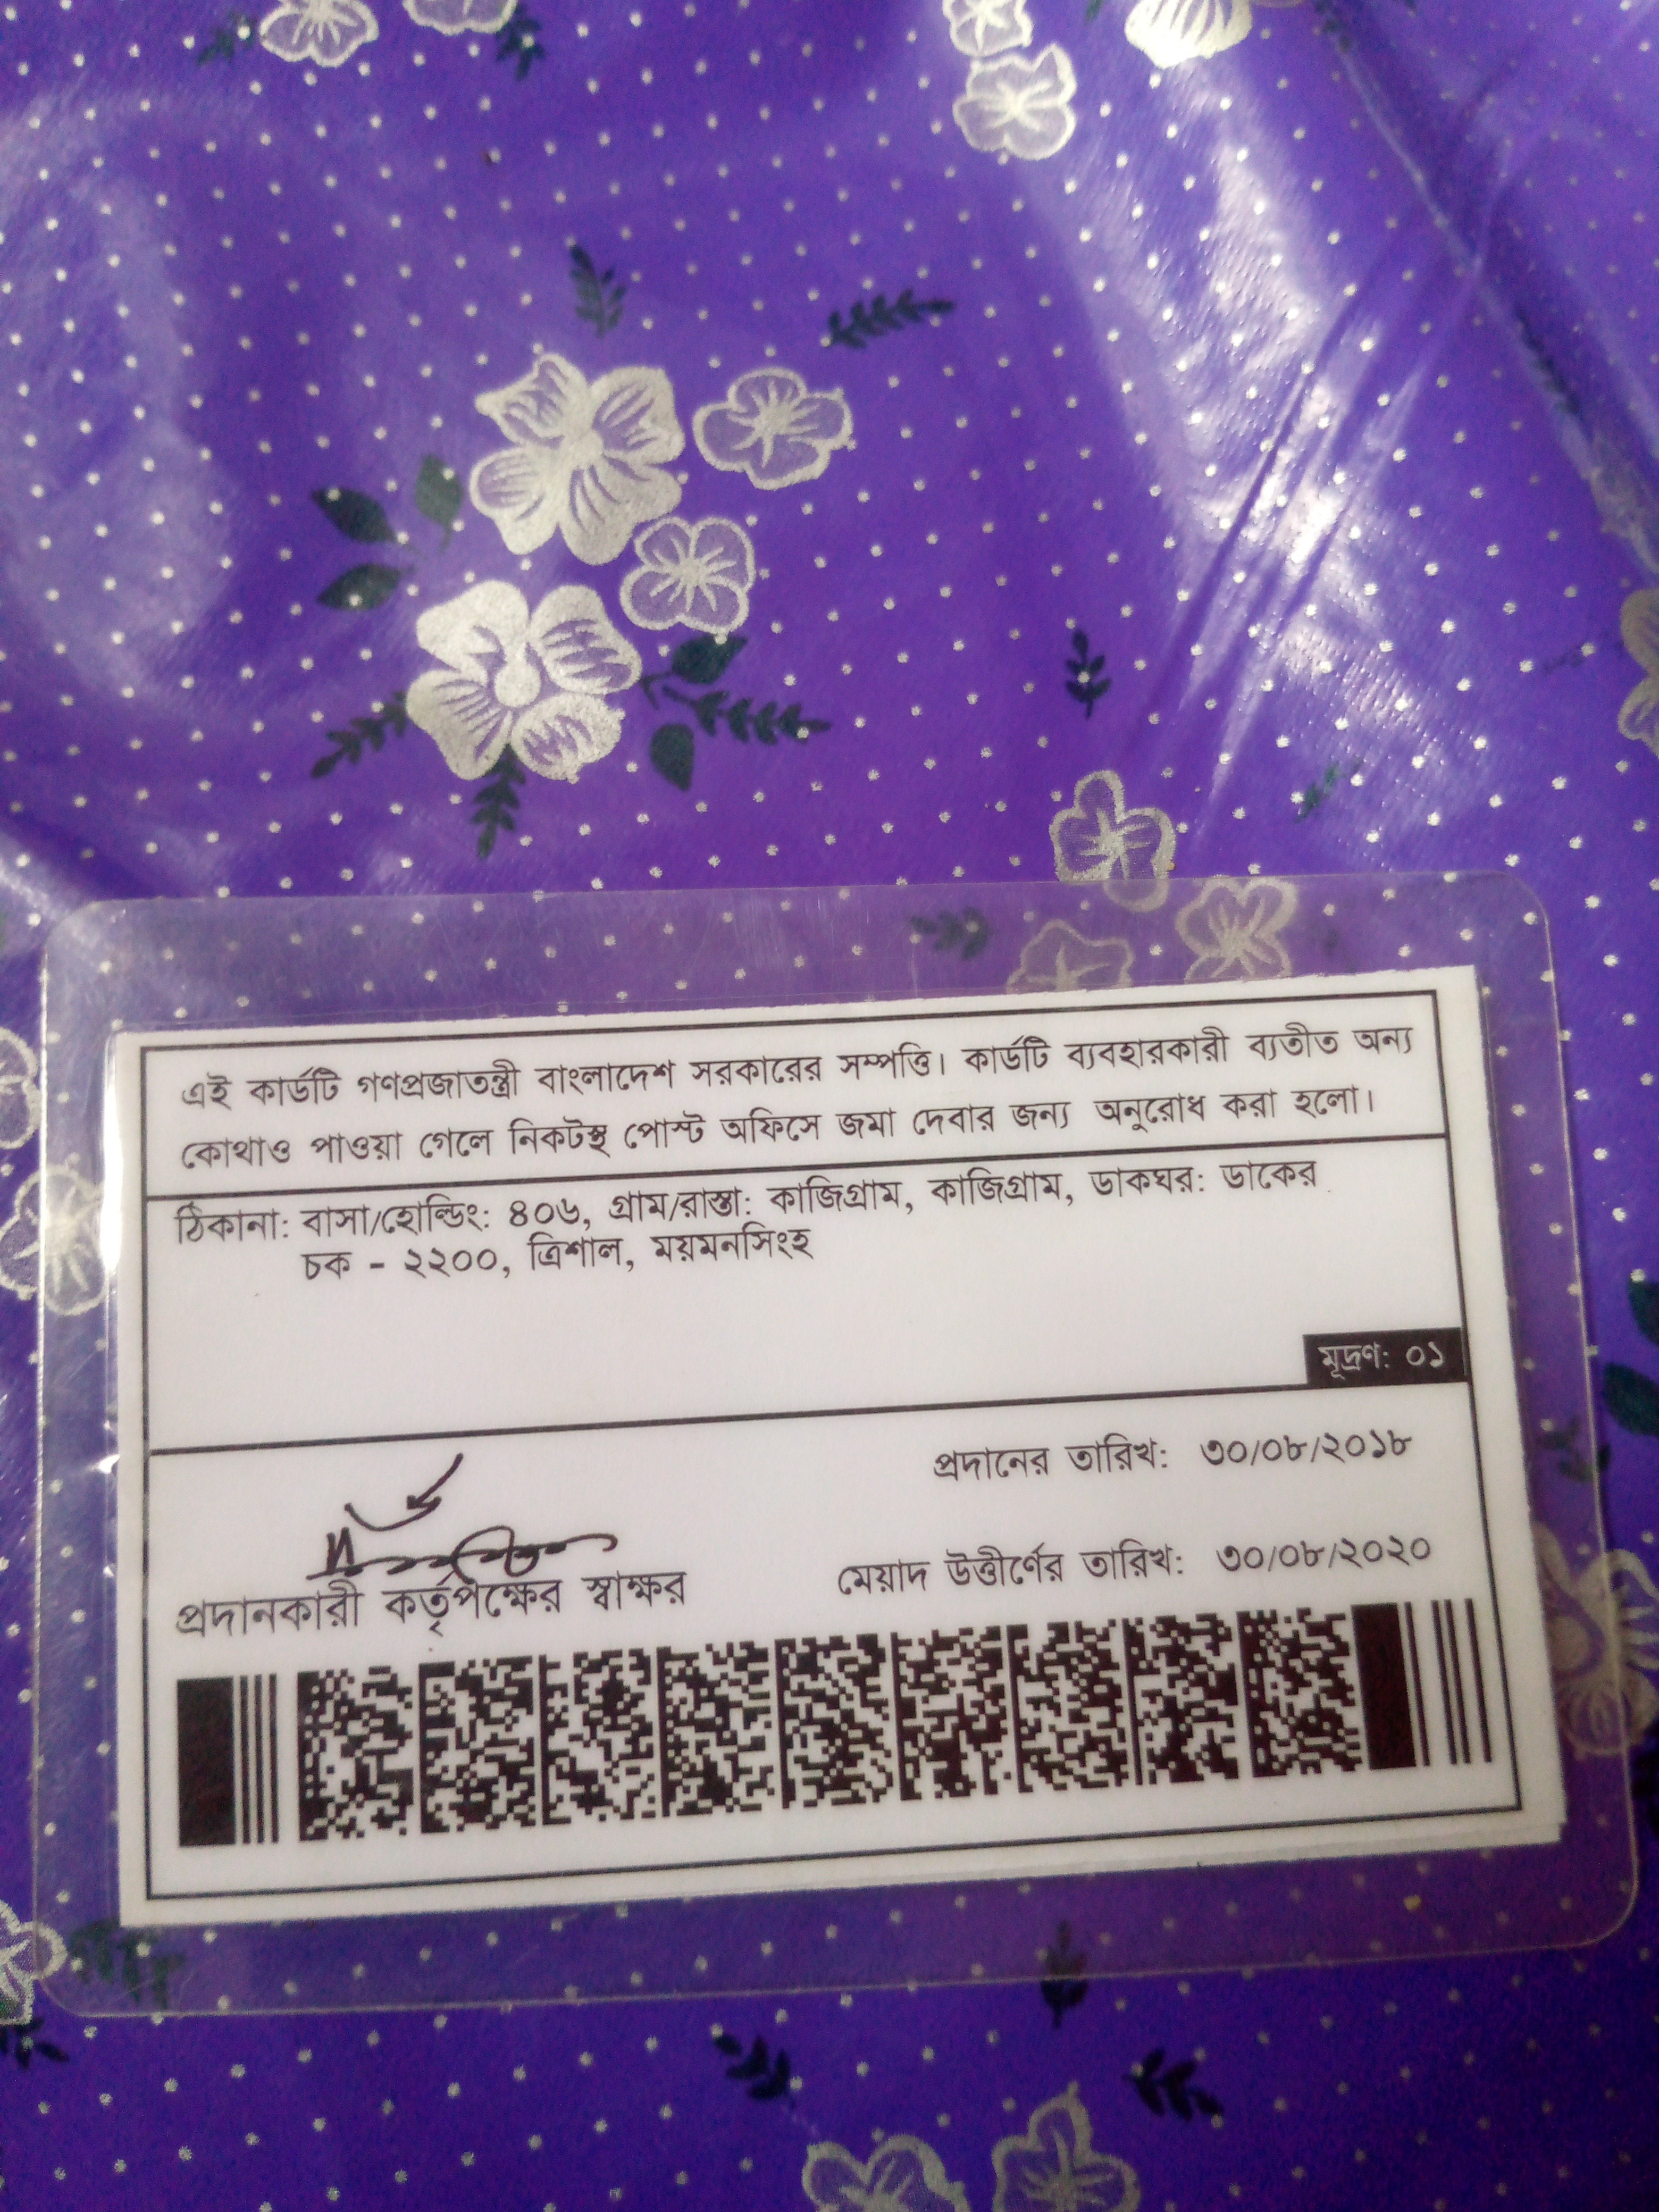 এই কার্ডটি গণপ্রজাতন্ত্রী বাংলাদেশ সরকারের সম্পত্তি। কার্ডটি ব্যবহারকারী ব্যতীত অন্য
কোথাও পাওয়া গেলে নিকটস্থ পোস্ট অফিসে জমা দেবার জন্য অনুরোধ করা হলো।
ঠিকানা: বাসা/হোল্ডিং: ৪০৬, গ্রাম/রাস্তা: কাজিগ্রাম, কাজিগ্রাম, ডাকঘর: ডাকের
চক - ২২০০, ত্রিশাল, ময়মনসিংহ
মূদ্রণ: ০১
প্রদানের তারিখ: ৩০/০৮/২০১৮
প্রদানকারী কর্তৃপক্ষের স্বাক্ষর
মেয়াদ উত্তীর্ণের তারিখ: ৩০/০৮/২০২০